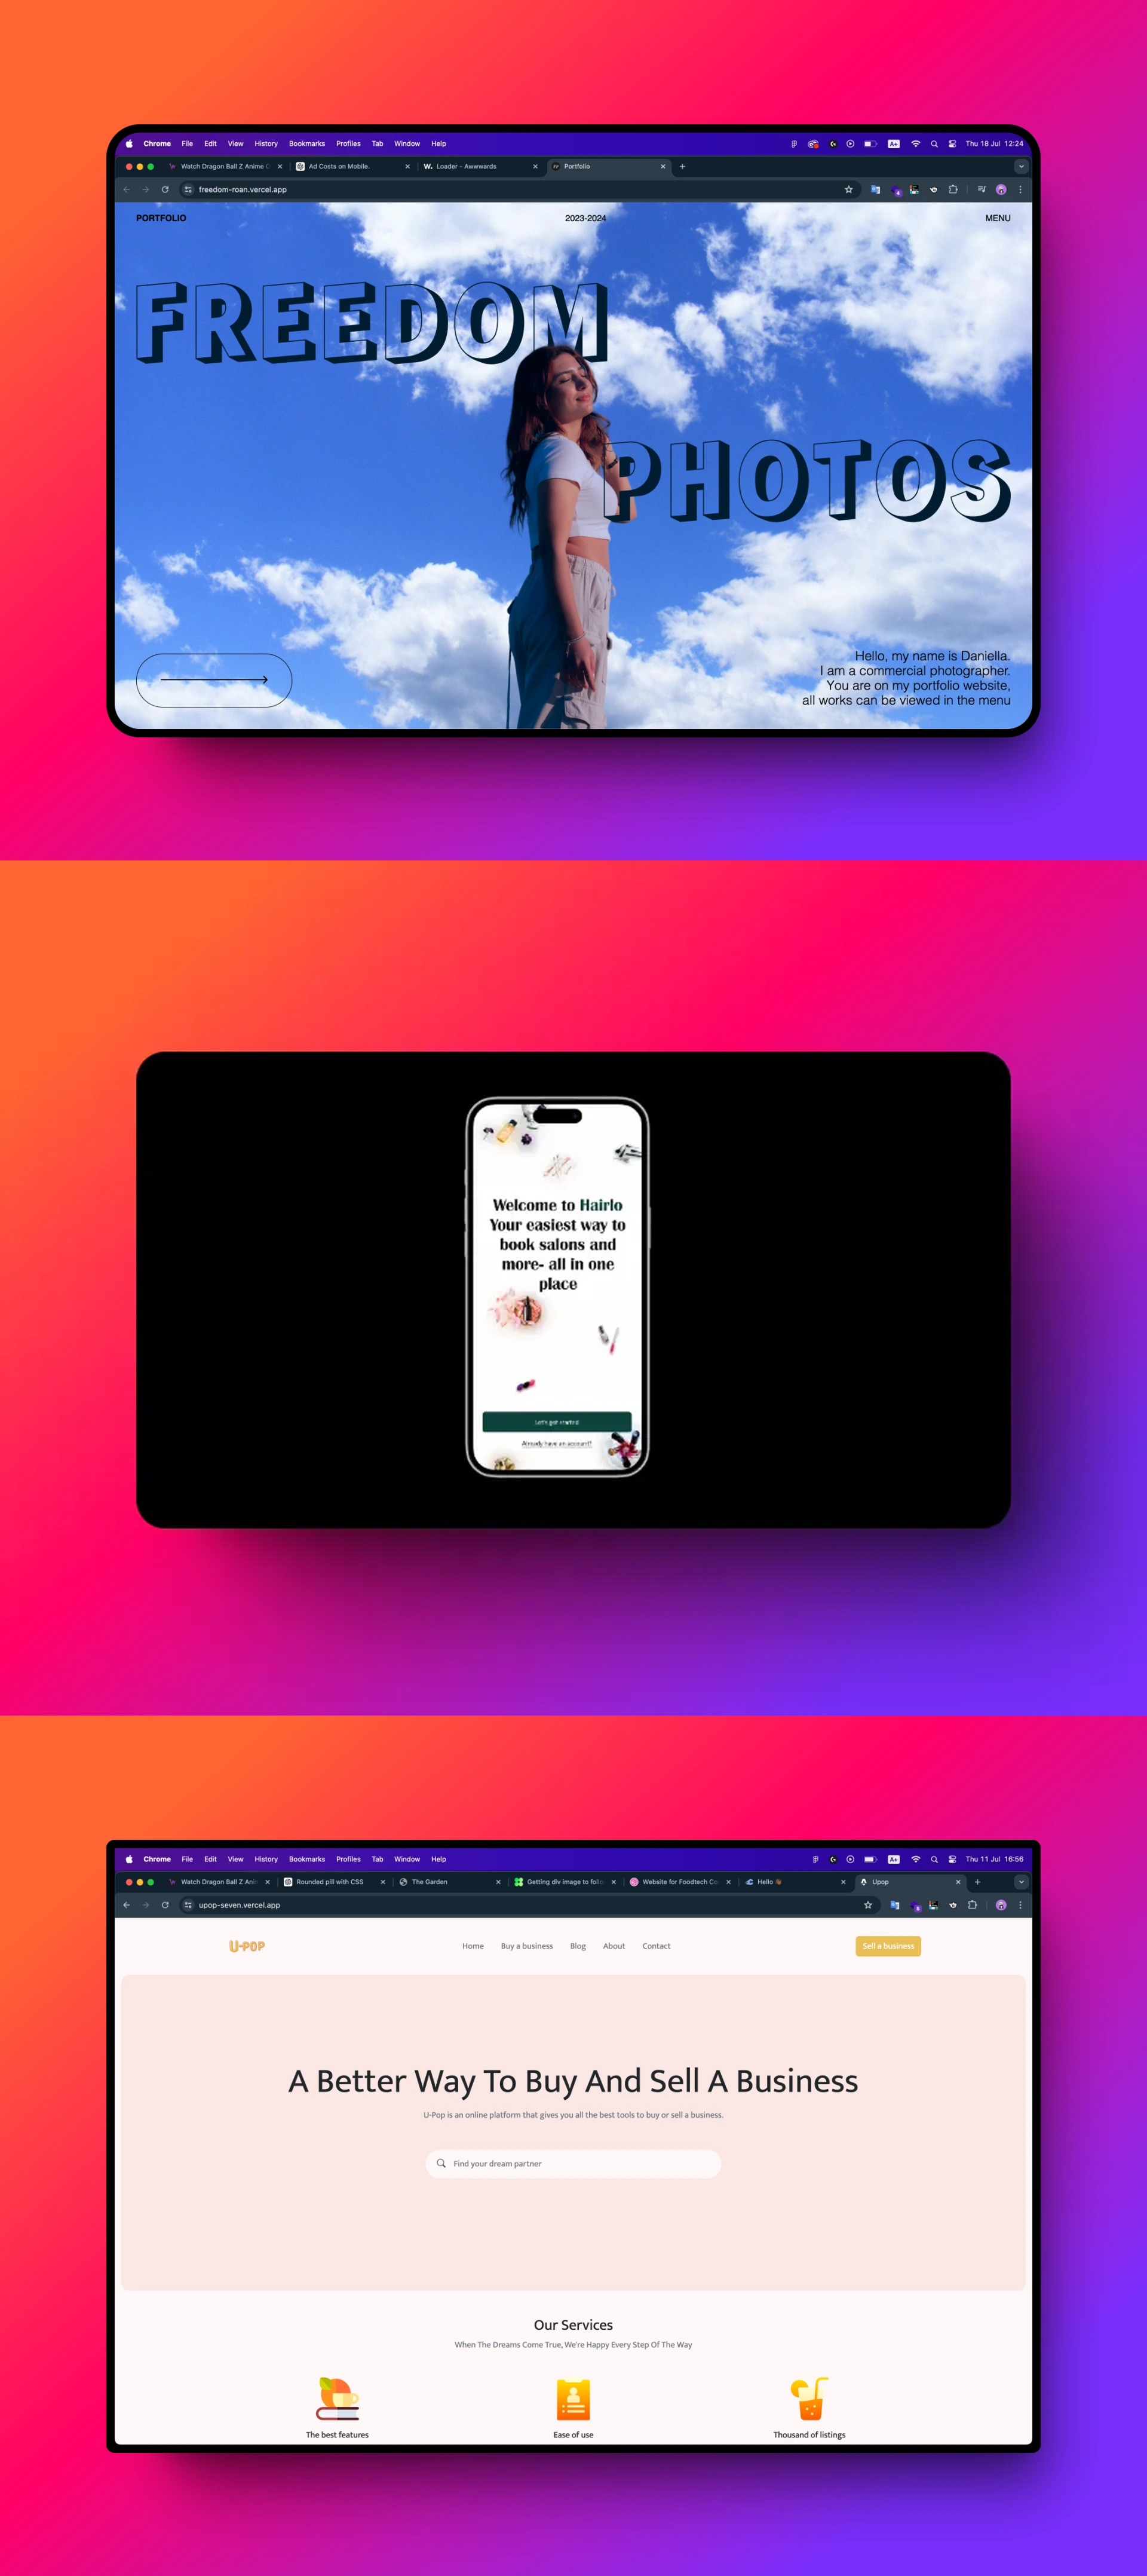 Chrome File Edit View History Bookmarks Profiles Tab Window Help
A+ Thu 18 Jul 12:24
Watch Dragon Ball Z Anime Ad Costs on Mobile. W. Loader - Awwwards Portfolio
freedom-roan.vercel.app
PORTFOLIO 2023-2024 MENU
FREEDOM
PHOTOS
Hello, my name is Daniella.
I am a commercial photographer.
You are on my portfolio website,
all works can be viewed in the menu
Welcome to Hairlo
Your easiest way to
book salons and
more- all in one
place
Let's get started.
Already have an account?
Chrome File Edit View History Bookmarks Profiles Tab Window Help
A+ Thu 11 Jul 16:56
Watch Dragon Ball Z Ani Rounded pill with CSS The Garden Getting div image to foll Website for Foodtech Co Hello 👋 Upop
upop-seven.vercel.app
U-POP Home Buy a business Blog About Contact Sell a business
A Better Way To Buy And Sell A Business
U-Pop is an online platform that gives you all the best tools to buy or sell a business.
Find your dream partner
Our Services
When The Dreams Come True, We're Happy Every Step Of The Way
The best features Ease of use Thousand of listings